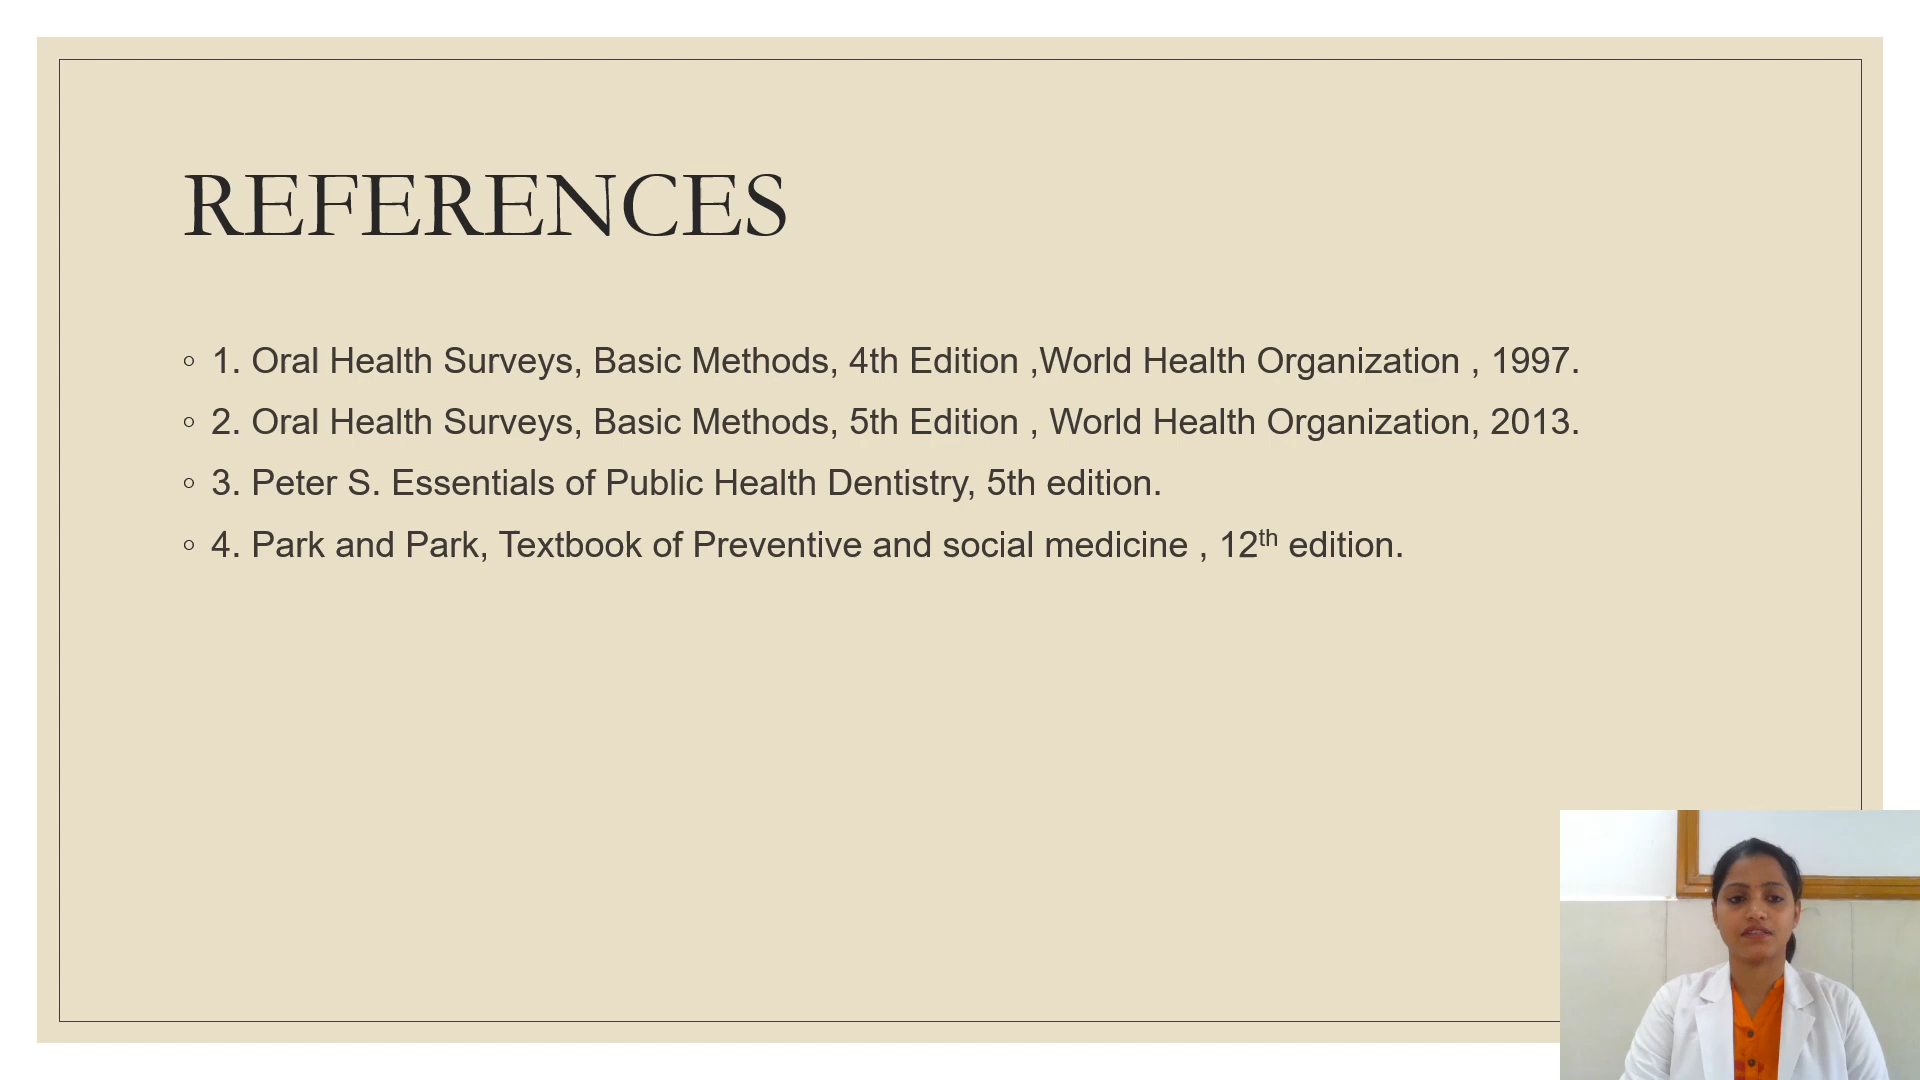 REFERENCES
◦ 1. Oral Health Surveys, Basic Methods, 4th Edition ,World Health Organization , 1997.
◦ 2. Oral Health Surveys, Basic Methods, 5th Edition , World Health Organization, 2013.
◦ 3. Peter S. Essentials of Public Health Dentistry, 5th edition.
◦ 4. Park and Park, Textbook of Preventive and social medicine , 12th edition.